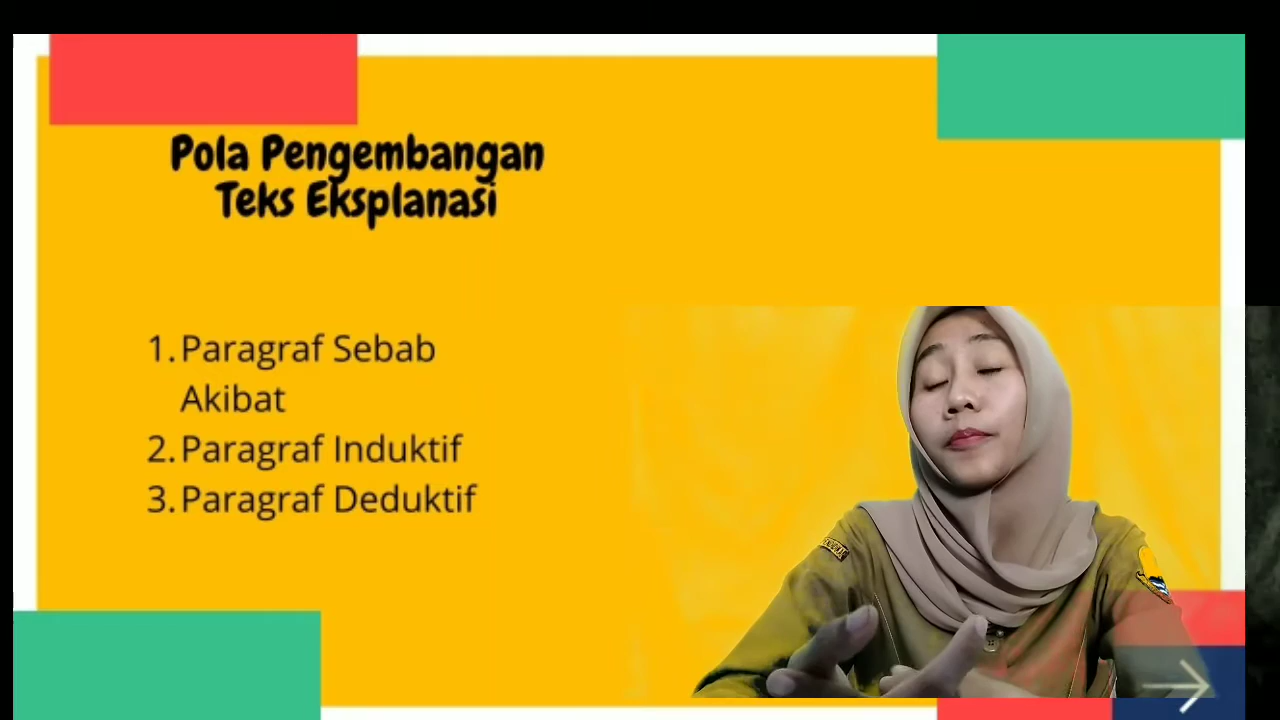 Pola Pengembangan
Teks Eksplanasi
1. Paragraf Sebab
Akibat
2. Paragraf Induktif
3. Paragraf Deduktif